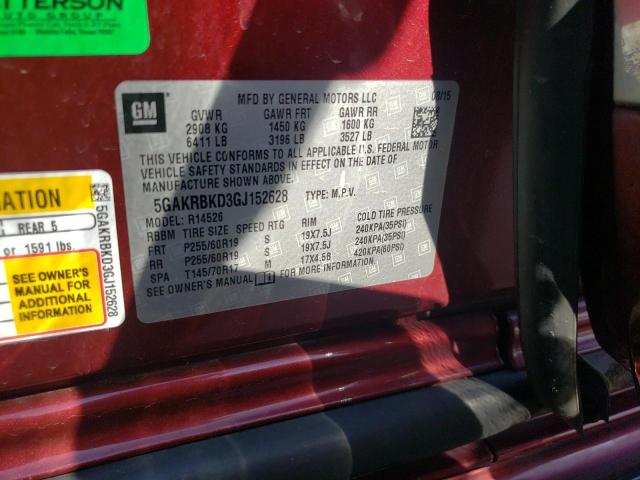 TTERSON
AUTO GROUP
GM
MFD BY GENERAL MOTORS LLC
08/15
GVWR GAWR FRT GAWR RR
2908 KG 1450 KG 1600 KG
6411 LB 3196 LB 3527 LB
THIS VEHICLE CONFORMS TO ALL APPLICABLE U.S. FEDERAL MOTOR
VEHICLE SAFETY STANDARDS IN EFFECT ON THE DATE OF
MANUFACTURE SHOWN ABOVE.
5GAKRBKD3GJ152628 TYPE: M.P.V.
MODEL: R14526
RBBM TIRE SIZE SPEED RTG RIM COLD TIRE PRESSURE
FRT P255/60R19 S 19X7.5J 240KPA(35PSI)
RR P255/60R19 S 19X7.5J 240KPA(35PSI)
SPA T145/70R17 M 17X4.5B 420KPA(60PSI)
SEE OWNER'S MANUAL
RMATION
REAR 5
or 1591 lbs.
SEE OWNER'S
MANUAL FOR
ADDITIONAL
INFORMATION
5GAKRBKD3GJ152628